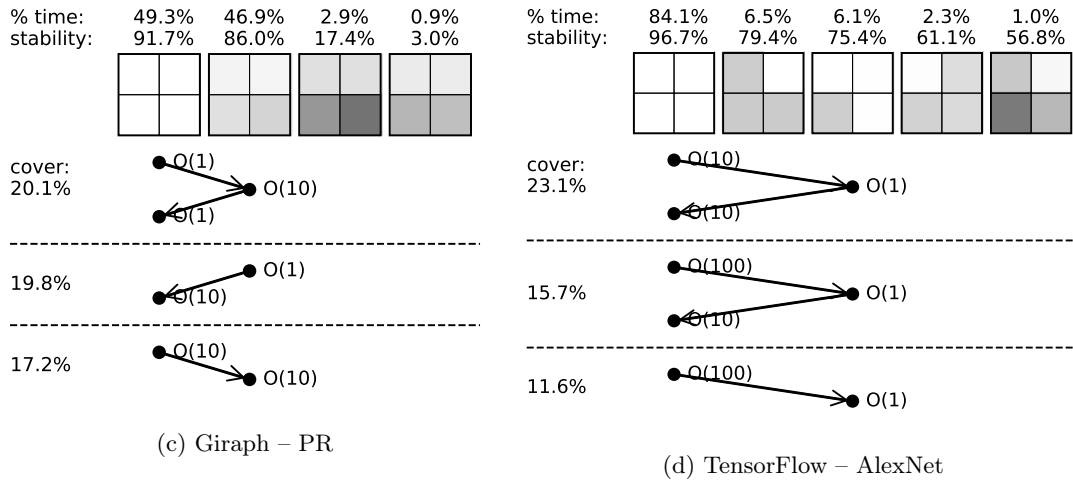 % time: 49.3% 46.9% 2.9% 0.9%
stability: 91.7% 86.0% 17.4% 3.0%
cover:
20.1%
O(1)
O(10)
O(1)
19.8%
O(1)
O(10)
17.2%
O(10)
O(10)
(c) Giraph – PR
% time: 84.1% 6.5% 6.1% 2.3% 1.0%
stability: 96.7% 79.4% 75.4% 61.1% 56.8%
cover:
23.1%
O(10)
O(1)
O(10)
15.7%
O(100)
O(1)
O(10)
11.6%
O(100)
O(1)
(d) TensorFlow – AlexNet